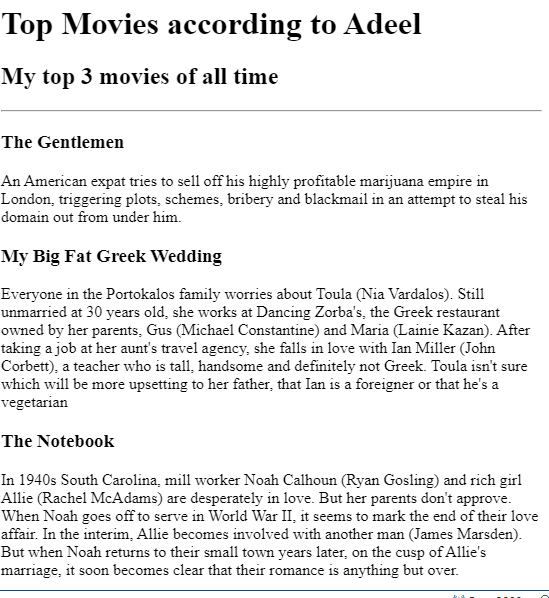 Top Movies according to Adeel
My top 3 movies of all time
The Gentlemen
An American expat tries to sell off his highly profitable marijuana empire in
London, triggering plots, schemes, bribery and blackmail in an attempt to steal his
domain out from under him.
My Big Fat Greek Wedding
Everyone in the Portokalos family worries about Toula (Nia Vardalos). Still
unmarried at 30 years old, she works at Dancing Zorba's, the Greek restaurant
owned by her parents, Gus (Michael Constantine) and Maria (Lainie Kazan). After
taking a job at her aunt's travel agency, she falls in love with Ian Miller (John
Corbett), a teacher who is tall, handsome and definitely not Greek. Toula isn't sure
which will be more upsetting to her father, that Ian is a foreigner or that he's a
vegetarian
The Notebook
In 1940s South Carolina, mill worker Noah Calhoun (Ryan Gosling) and rich girl
Allie (Rachel McAdams) are desperately in love. But her parents don't approve.
When Noah goes off to serve in World War II, it seems to mark the end of their love
affair. In the interim, Allie becomes involved with another man (James Marsden).
But when Noah returns to their small town years later, on the cusp of Allie's
marriage, it soon becomes clear that their romance is anything but over.